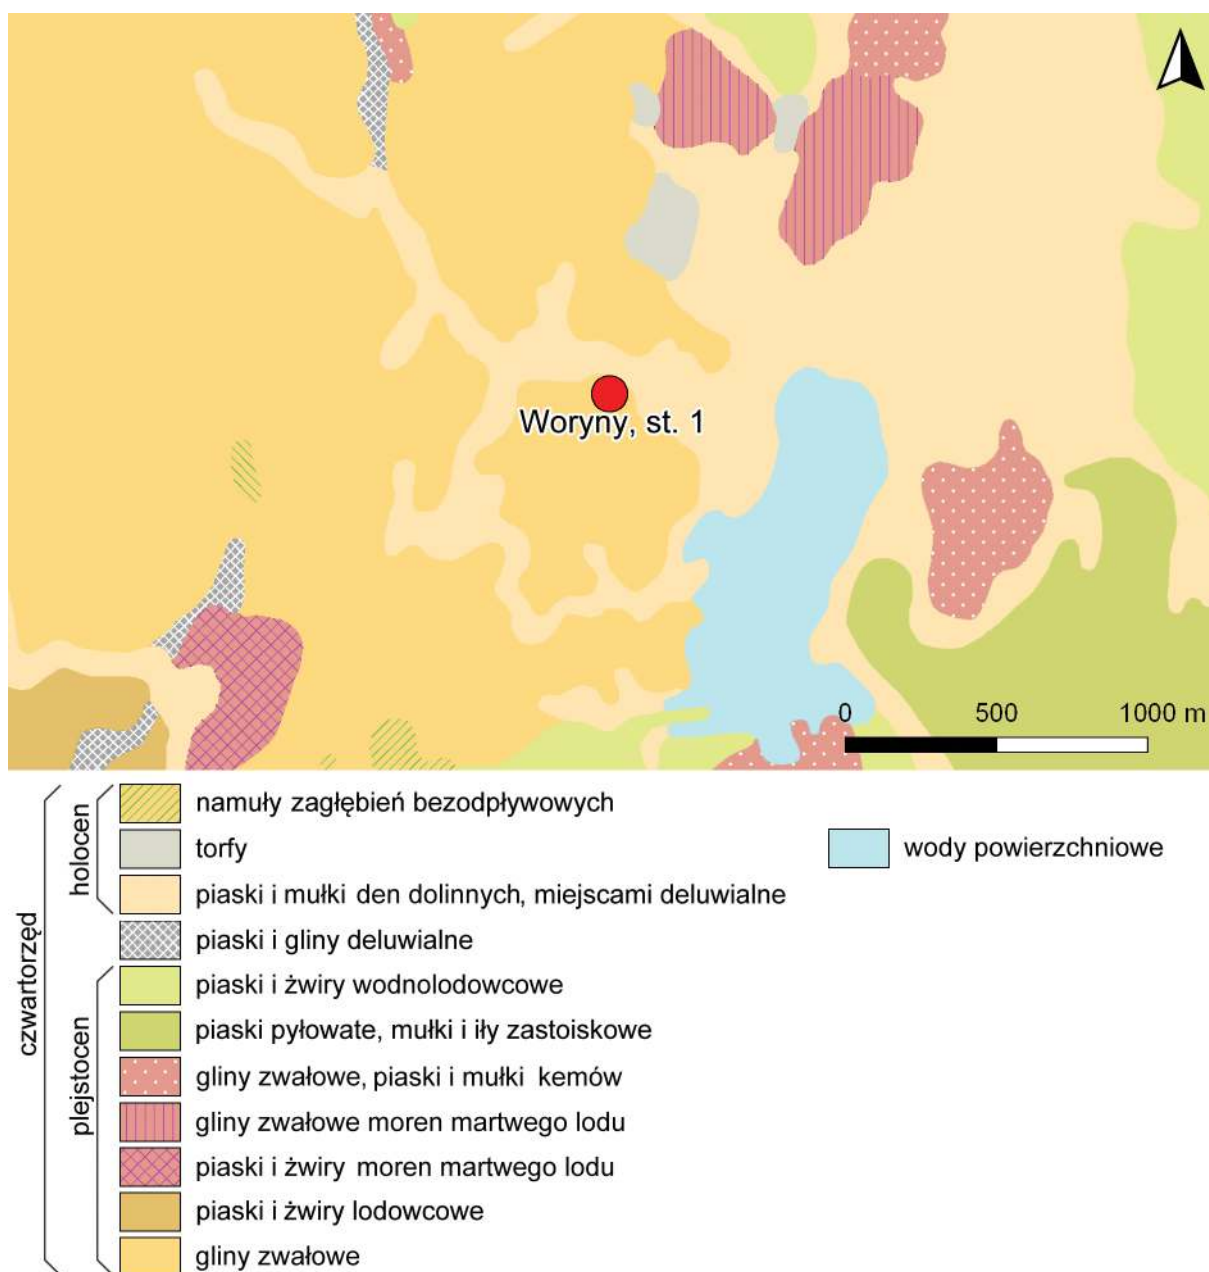 Woryny, st. 1
0 500 1000 m
czwartorzęd
holocen
namuły zagłębień bezodpływowych
torfy
piaski i mułki den dolinnych, miejscami deluwialne
wody powierzchniowe
piaski i gliny deluwialne
plejstocen
piaski i żwiry wodnolodowcowe
piaski pyłowate, mułki i iły zastoiskowe
gliny zwałowe, piaski i mułki kemów
gliny zwałowe moren martwego lodu
piaski i żwiry moren martwego lodu
piaski i żwiry lodowcowe
gliny zwałowe